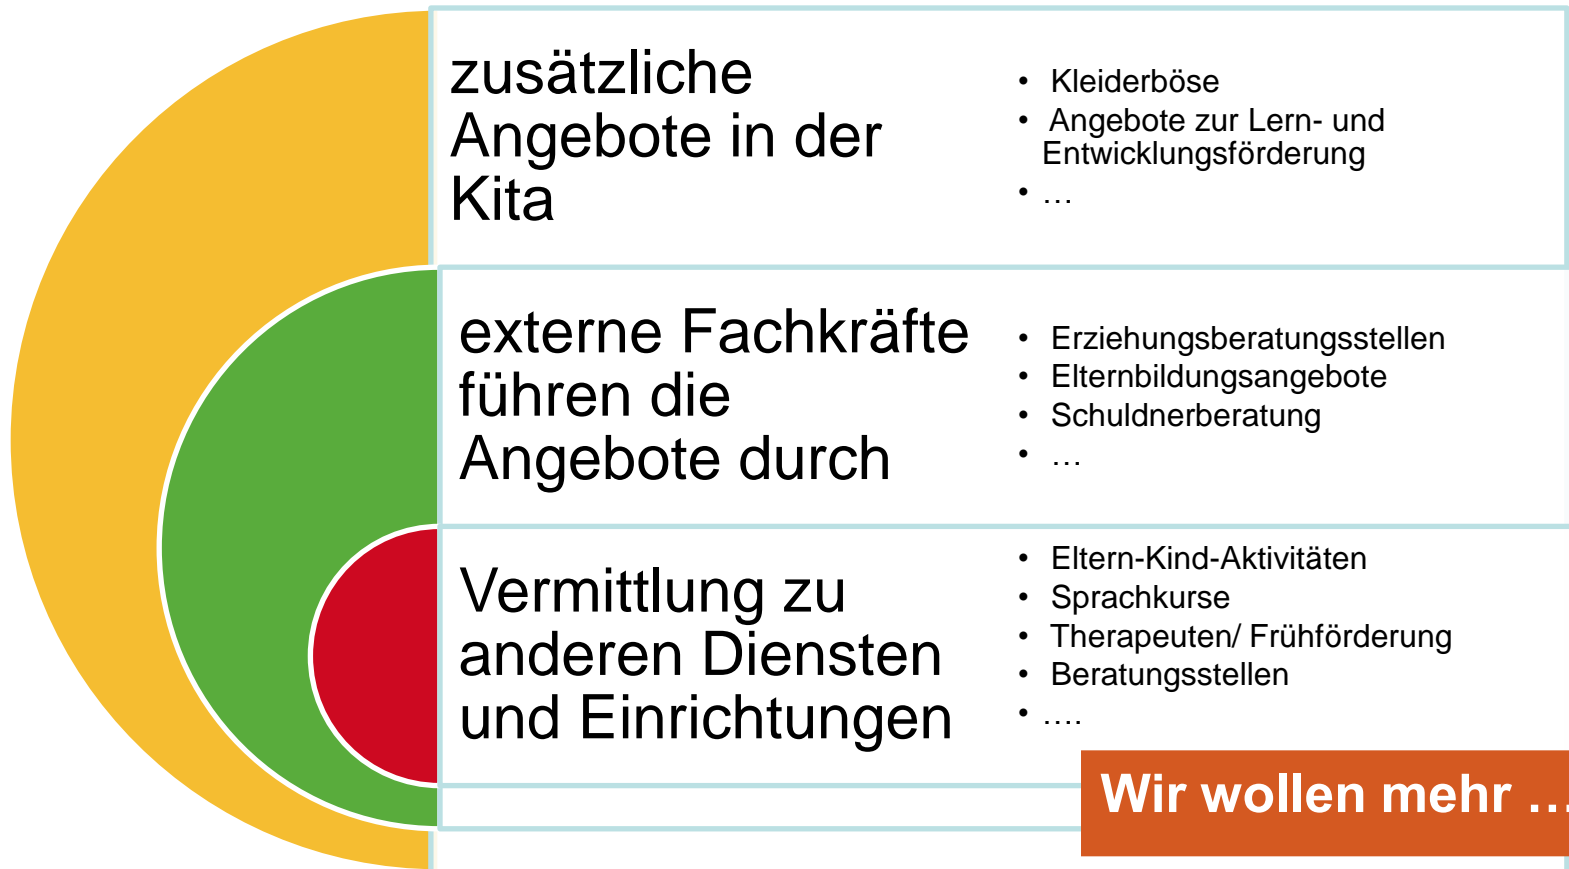 zusätzliche
Angebote in der
Kita
• Kleiderböse
• Angebote zur Lern- und
Entwicklungsförderung
• …
externe Fachkräfte
führen die
Angebote durch
• Erziehungsberatungsstellen
• Elternbildungsangebote
• Schuldnerberatung
• …
Vermittlung zu
anderen Diensten
und Einrichtungen
• Eltern-Kind-Aktivitäten
• Sprachkurse
• Therapeuten/ Frühförderung
• Beratungsstellen
• ….
Wir wollen mehr …